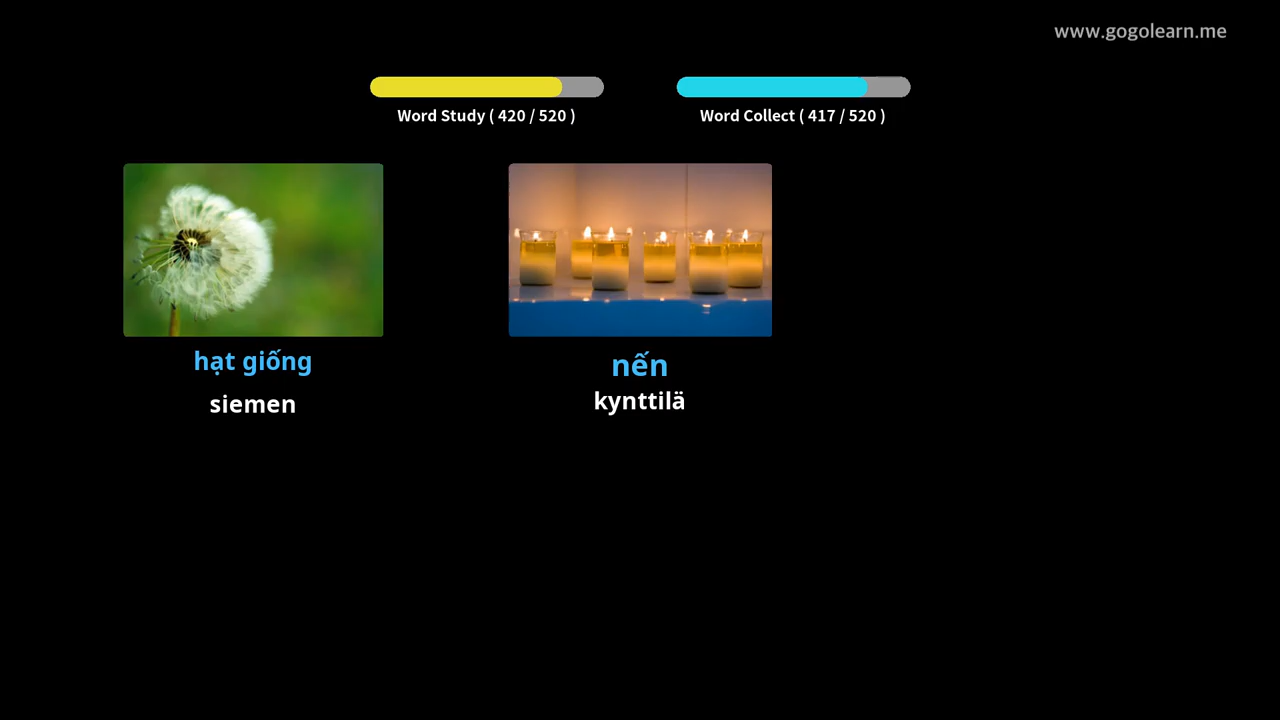 www.gogolearn.me
Word Study ( 420 / 520 )
Word Collect ( 417 / 520 )
hạt giống
siemen
nến
kynttilä